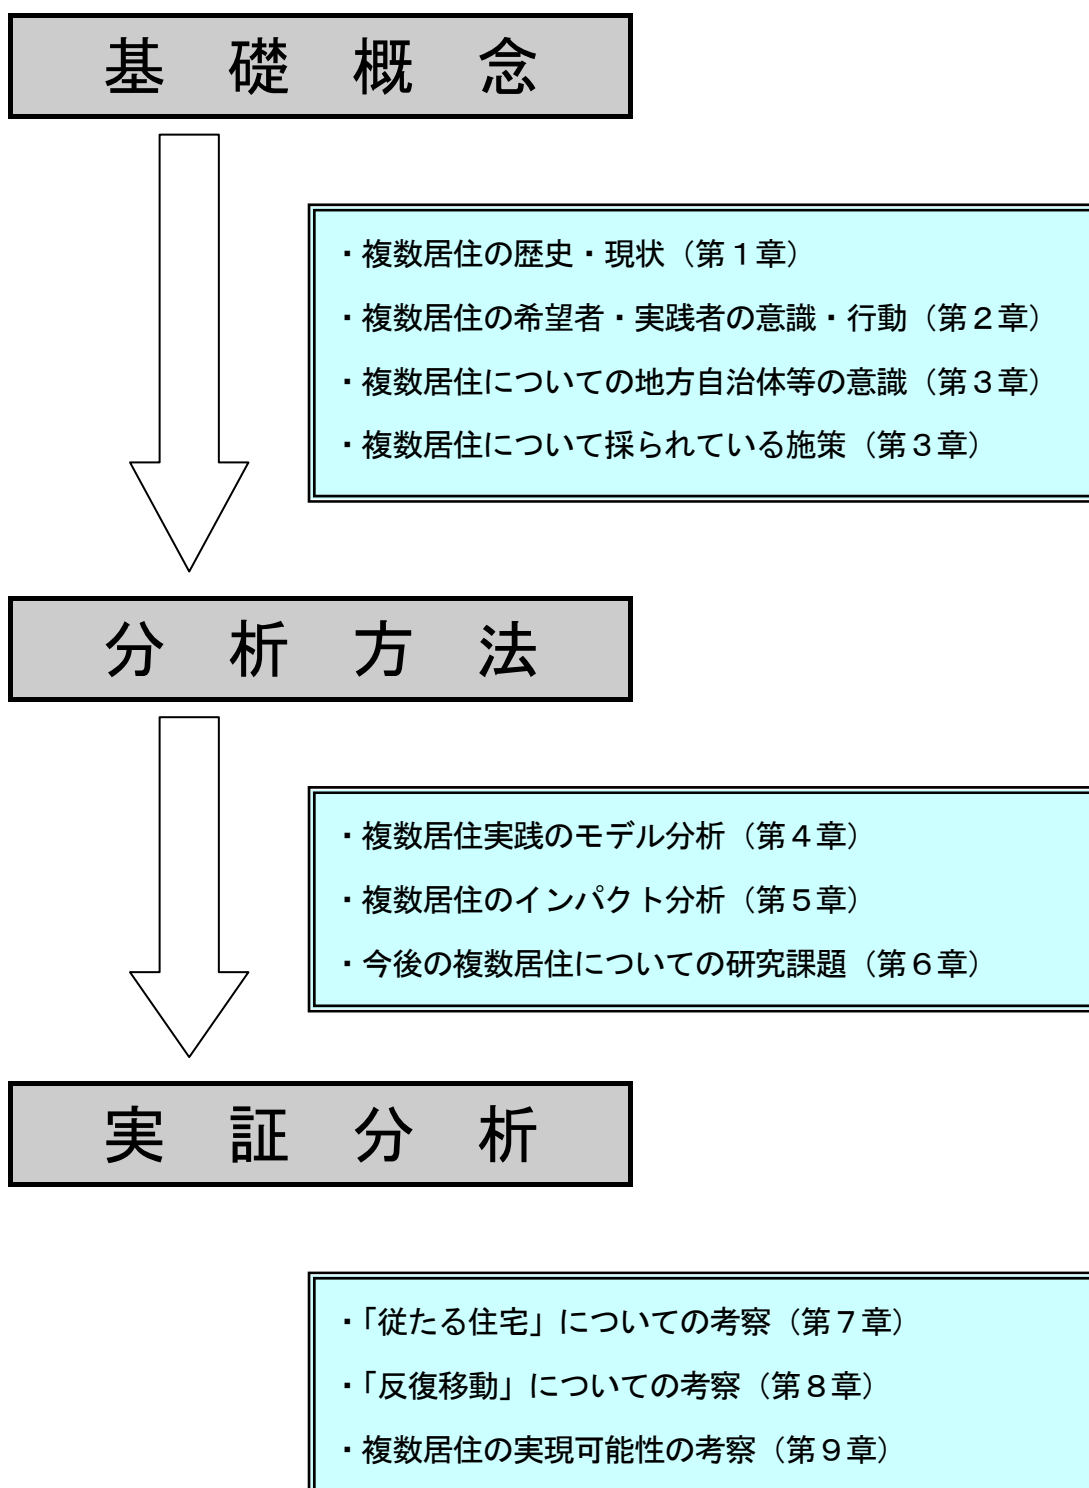 基　礎　概　念
・複数居住の歴史・現状（第１章）
・複数居住の希望者・実践者の意識・行動（第２章）
・複数居住についての地方自治体等の意識（第３章）
・複数居住について採られている施策（第３章）
分　析　方　法
・複数居住実践のモデル分析（第４章）
・複数居住のインパクト分析（第５章）
・今後の複数居住についての研究課題（第６章）
実　証　分　析
・「従たる住宅」についての考察（第７章）
・「反復移動」についての考察（第８章）
・複数居住の実現可能性の考察（第９章）